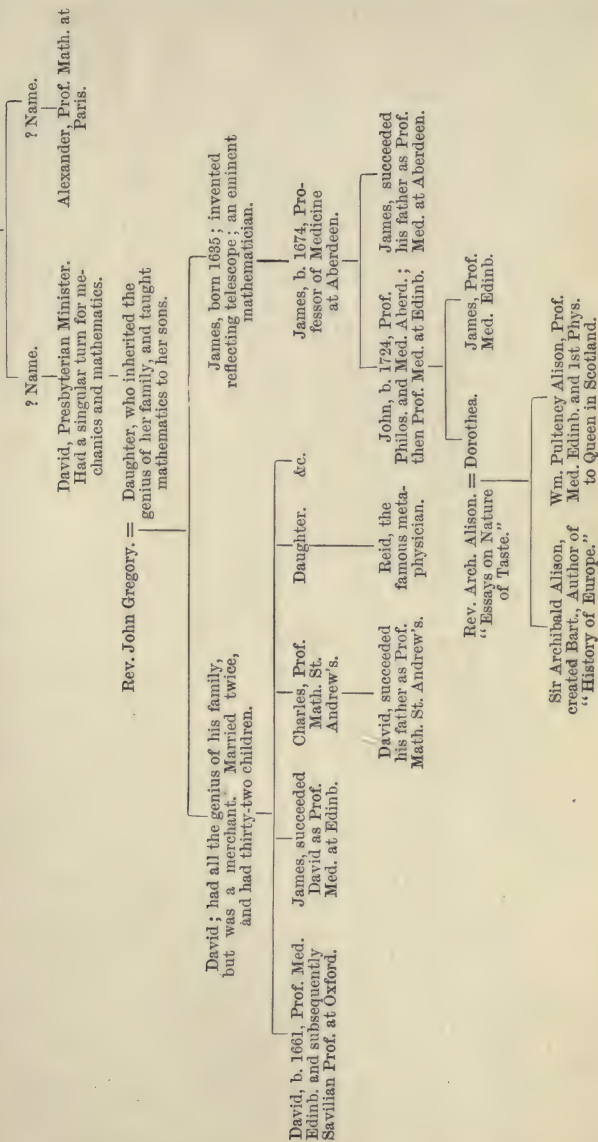 ? Name.
? Name.
David, Presbyterian Minister.
Had a singular turn for me-
chanics and mathematics.
Alexander, Prof. Math. at
Paris.
Rev. John Gregory. = Daughter, who inherited the
genius of her family, and taught
mathematics to her sons.
David; had all the genius of his family,
but was a merchant. Married twice,
and had thirty-two children.
James, born 1635; invented
reflecting telescope; an eminent
mathematician.
David, b. 1661, Prof. Med.
Edinb. and subsequently
Savilian Prof. at Oxford.
James, succeeded
David as Prof.
Med. at Edinb.
Charles, Prof.
Math. St.
Andrew's.
Daughter.
&c.
James, b. 1674, Pro-
fessor of Medicine
at Aberdeen.
David, succeeded
his father as Prof.
Math. St. Andrew's.
Reid, the
famous meta-
physician.
John, b. 1724, Prof.
Philos. and Med. Aberd.;
then Prof. Med. at Edinb.
James, succeeded
his father as Prof.
Med. at Aberdeen.
Rev. Arch. Alison. = Dorothea.
"Essays on Nature
of Taste."
James, Prof.
Med. Edinb.
Sir Archibald Alison,
created Bart., Author of
"History of Europe."
Wm. Pulteney Alison, Prof.
Med. Edinb. and 1st Phys.
to Queen in Scotland.